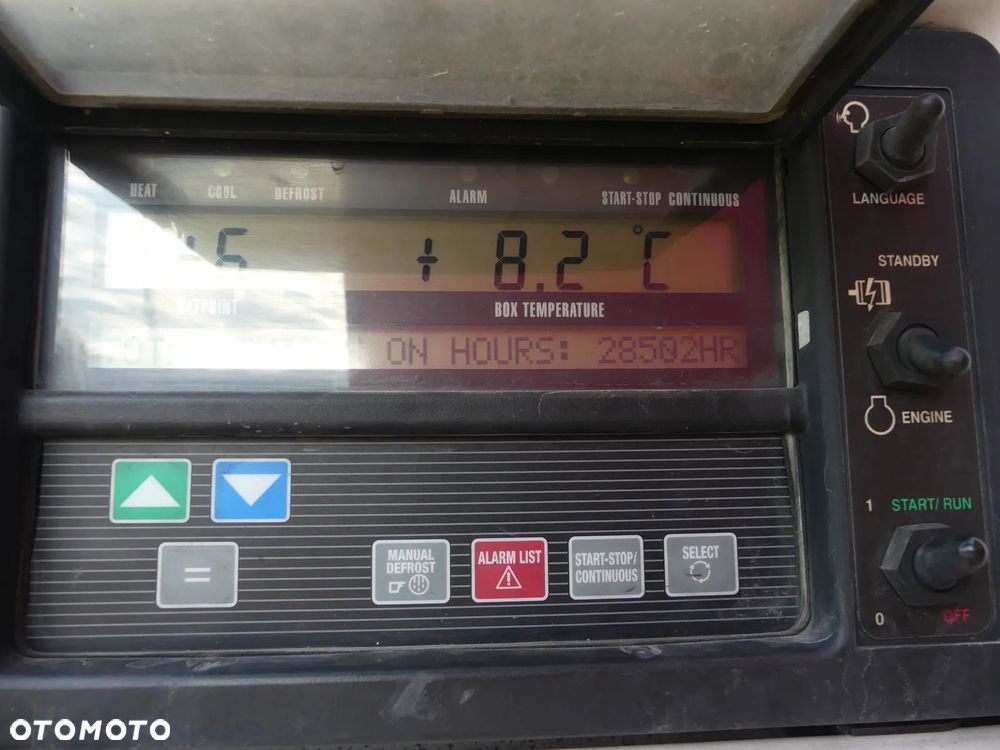 HEAT COOL DEFROST ALARM START-STOP CONTINUOUS
+ 8.2 °C
SETPOINT BOX TEMPERATURE
ON HOURS: 28502HR
MANUAL DEFROST
ALARM LIST
START-STOP/ CONTINUOUS
SELECT
=
LANGUAGE
STANDBY
ENGINE
1 START/RUN
0 OFF
OTOMOTO